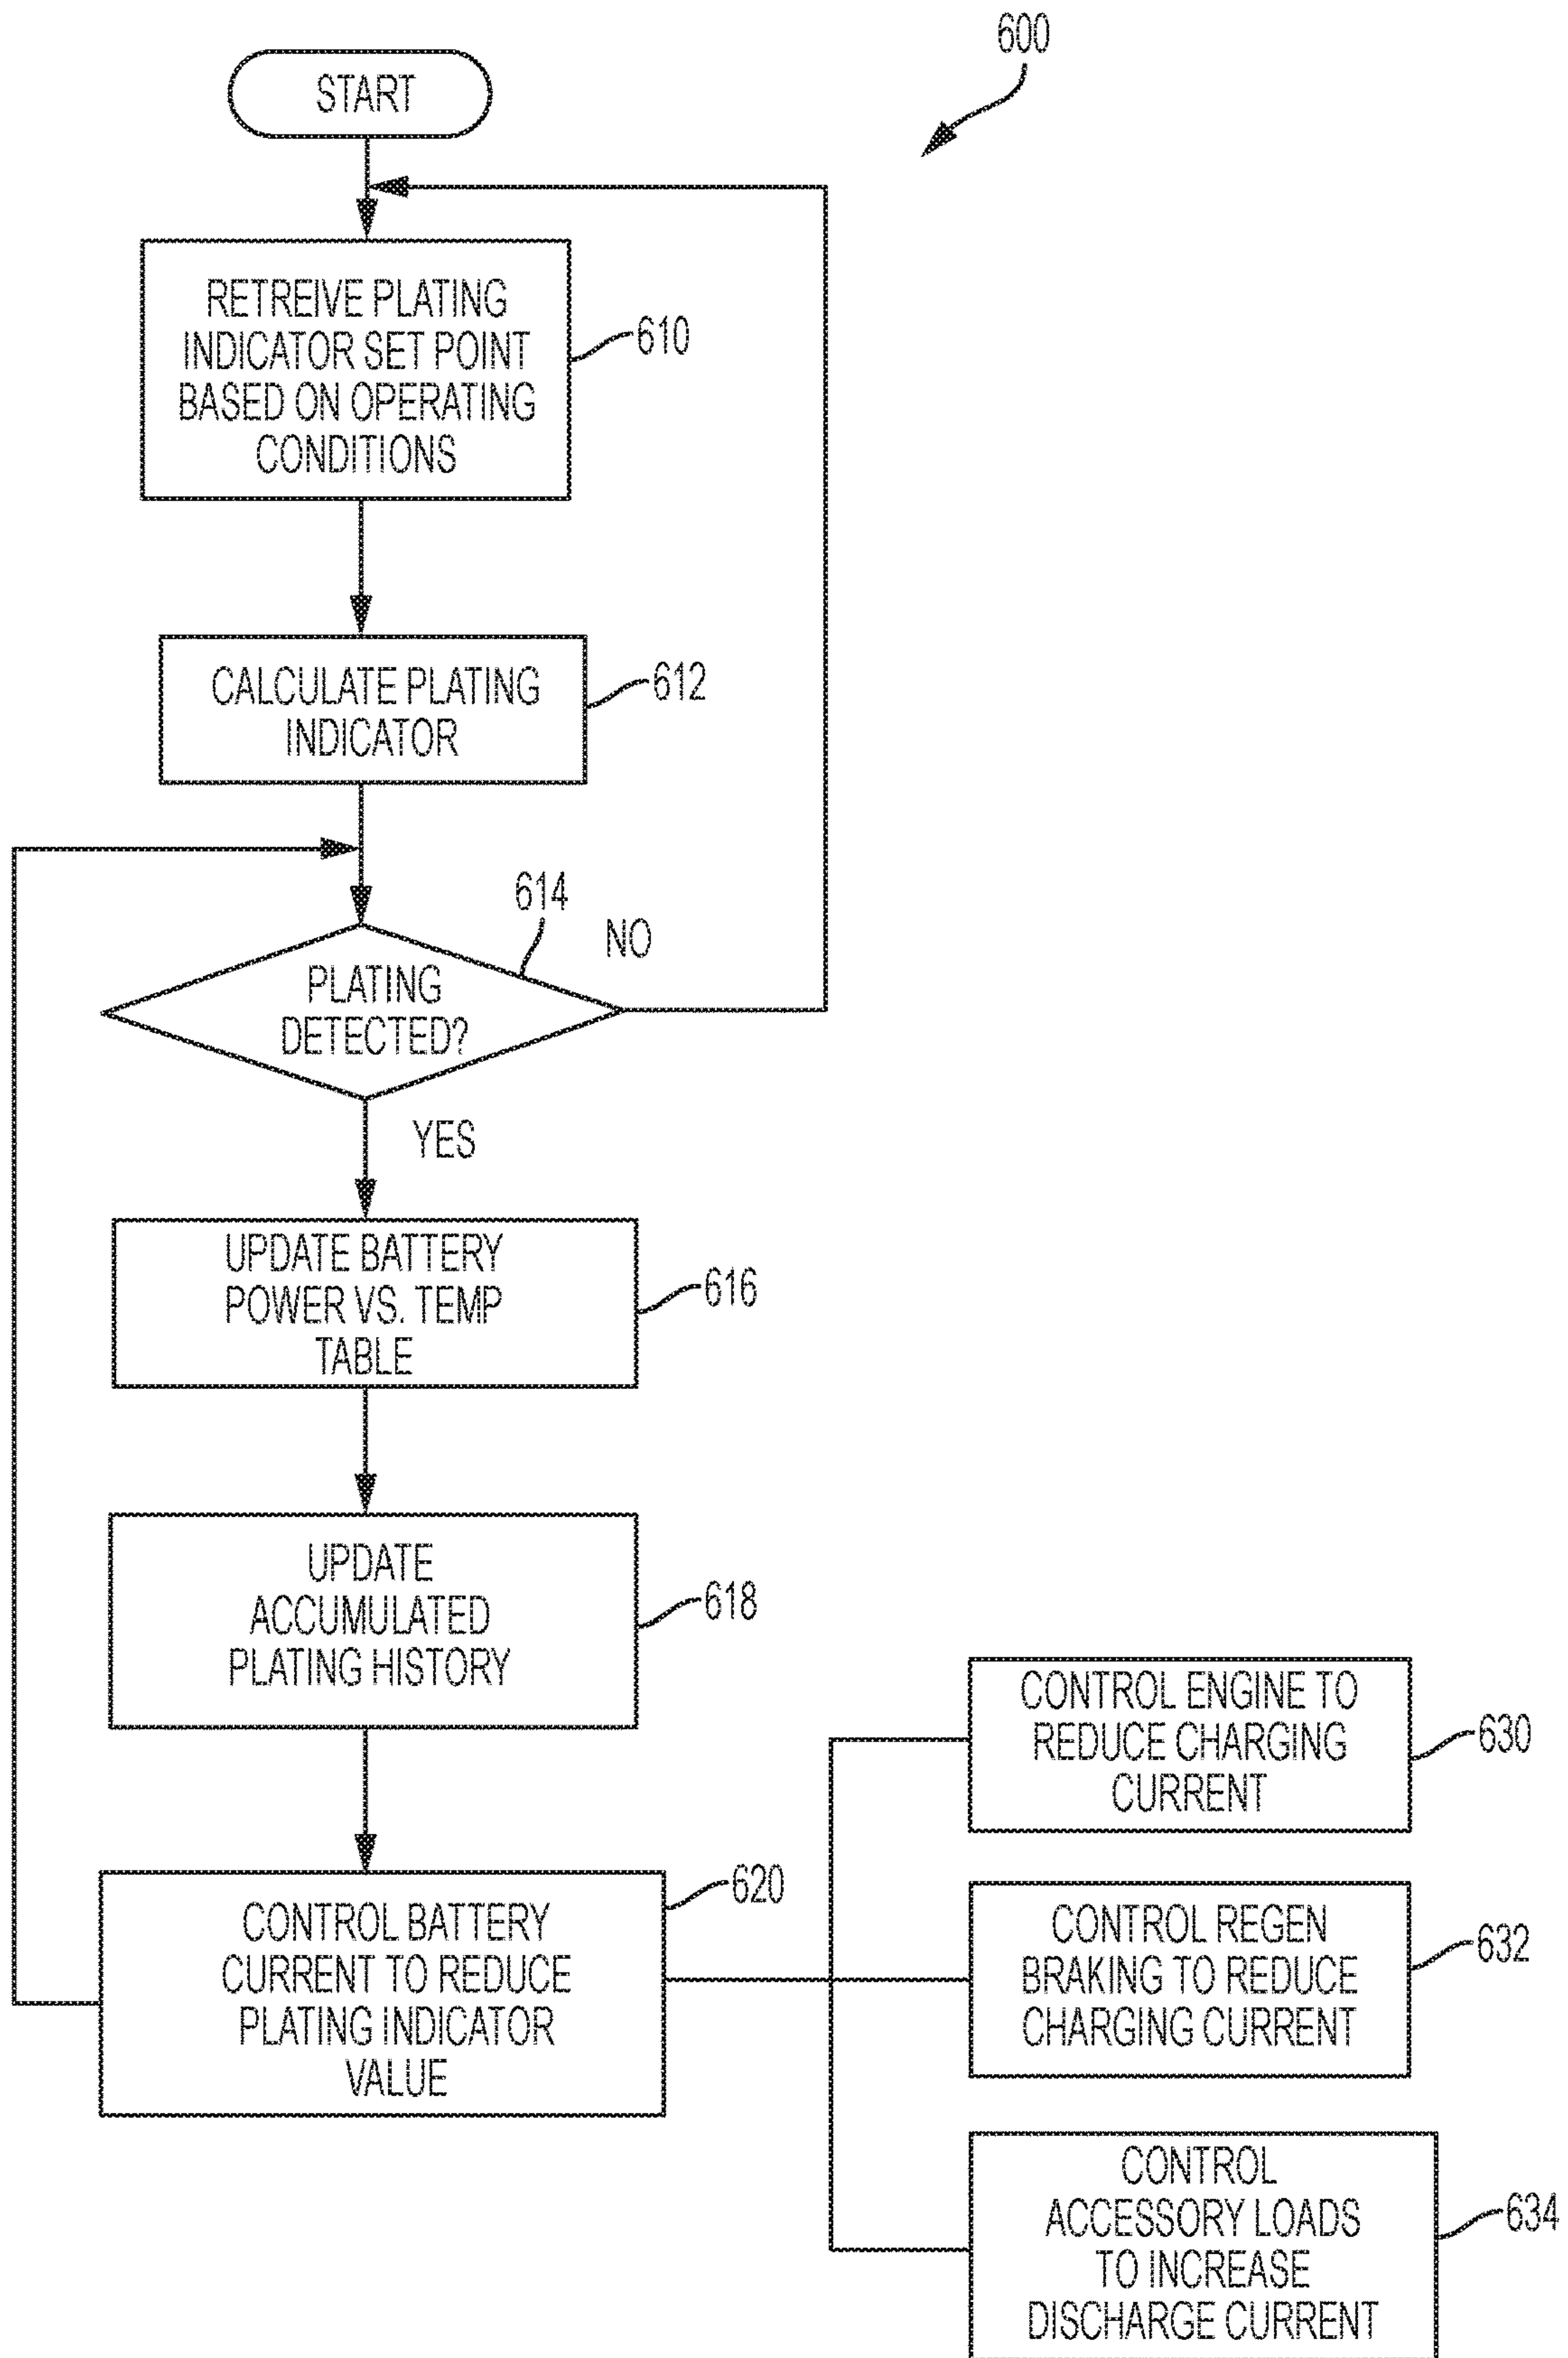 600
START
RETREIVE PLATING
INDICATOR SET POINT
BASED ON OPERATING
CONDITIONS
610
CALCULATE PLATING
INDICATOR
612
614
NO
PLATING
DETECTED?
YES
UPDATE BATTERY
POWER VS. TEMP
TABLE
616
UPDATE
ACCUMULATED
PLATING HISTORY
618
CONTROL BATTERY
CURRENT TO REDUCE
PLATING INDICATOR
VALUE
620
CONTROL ENGINE TO
REDUCE CHARGING
CURRENT
630
CONTROL REGEN
BRAKING TO REDUCE
CHARGING CURRENT
632
CONTROL
ACCESSORY LOADS
TO INCREASE
DISCHARGE CURRENT
634